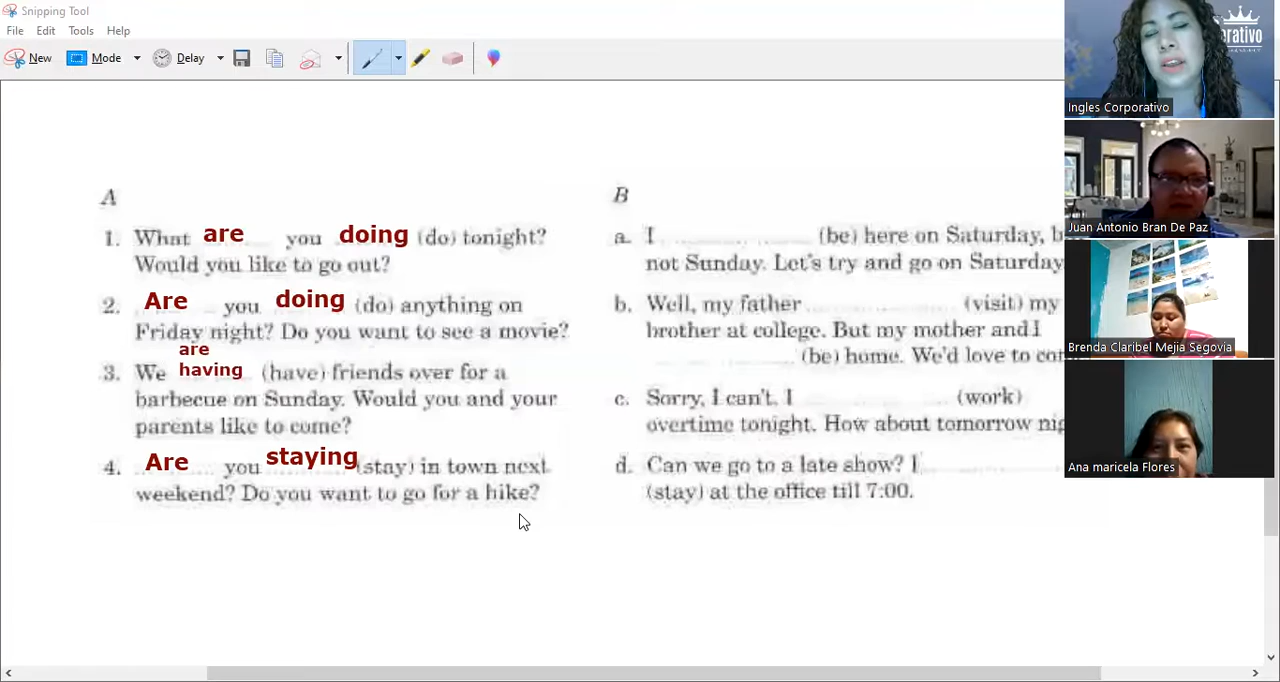 Snipping Tool
File Edit Tools Help
New Mode Delay
A
1. What are you doing (do) tonight?
Would you like to go out?
2. Are you doing (do) anything on
Friday night? Do you want to see a movie?
are
3. We having (have) friends over for a
barbecue on Sunday. Would you and your
parents like to come?
4. Are you staying (stay) in town next
weekend? Do you want to go for a hike?
B
a. I (be) here on Saturday, b
not Sunday. Let's try and go on Saturday
b. Well, my father (visit) my
brother at college. But my mother and I
(be) home. We'd love to
c. Sorry, I can't. I (work)
overtime tonight. How about tomorrow
d. Can we go to a late show? I
(stay) at the office till 7:00.
orativo
Ingles Corporativo
Juan Antonio Bran De Paz
Brenda Claribel Mejia Segovia
Ana maricela Flores